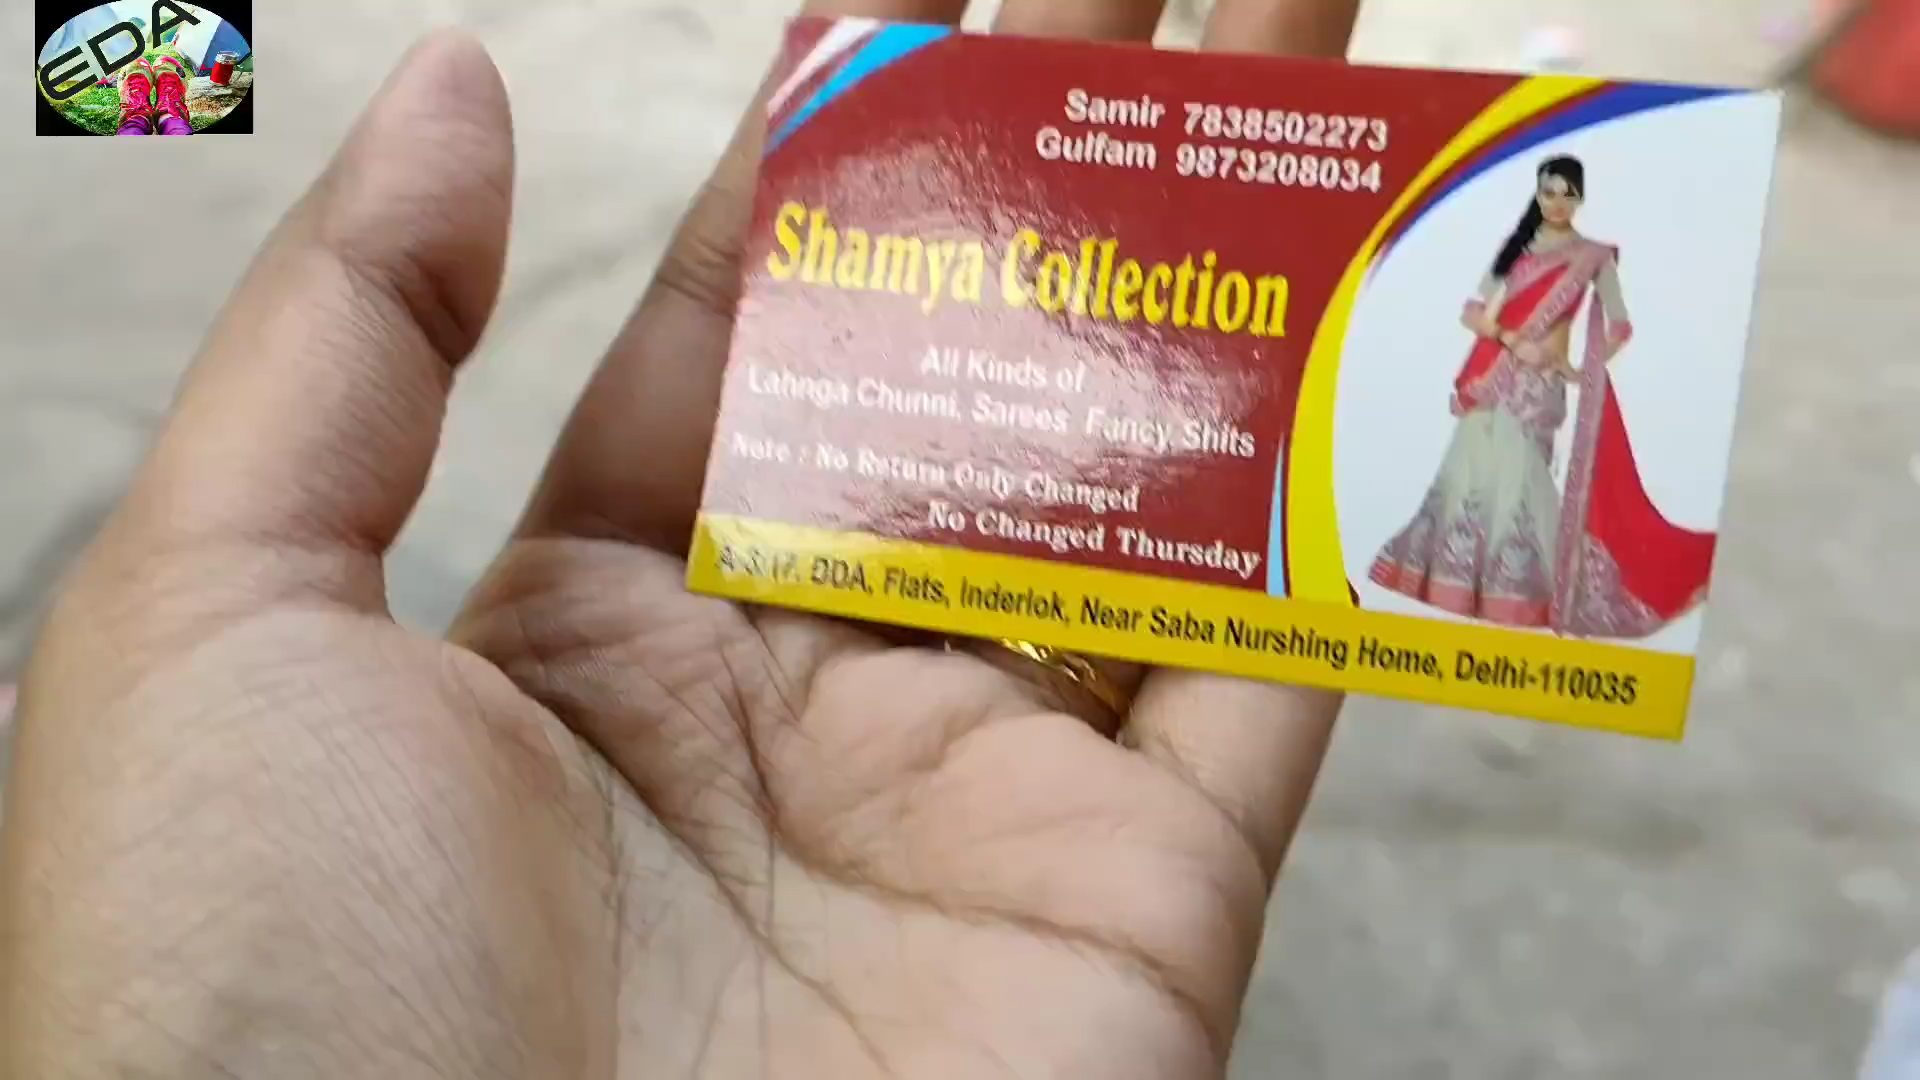 EDA
Samir 7838502273
Gulfam 9873208034
Shamya Collection
All Kinds of
Lahnga Chunni, Sarees Fancy Shits
Note : No Return Only Changed
No Changed Thursday
DDA, Flats, Inderlok, Near Saba Nurshing Home, Delhi-110035